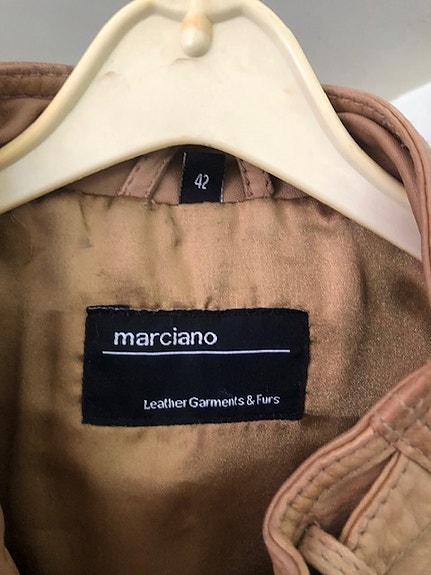 42
marciano
Leather Garments & Furs